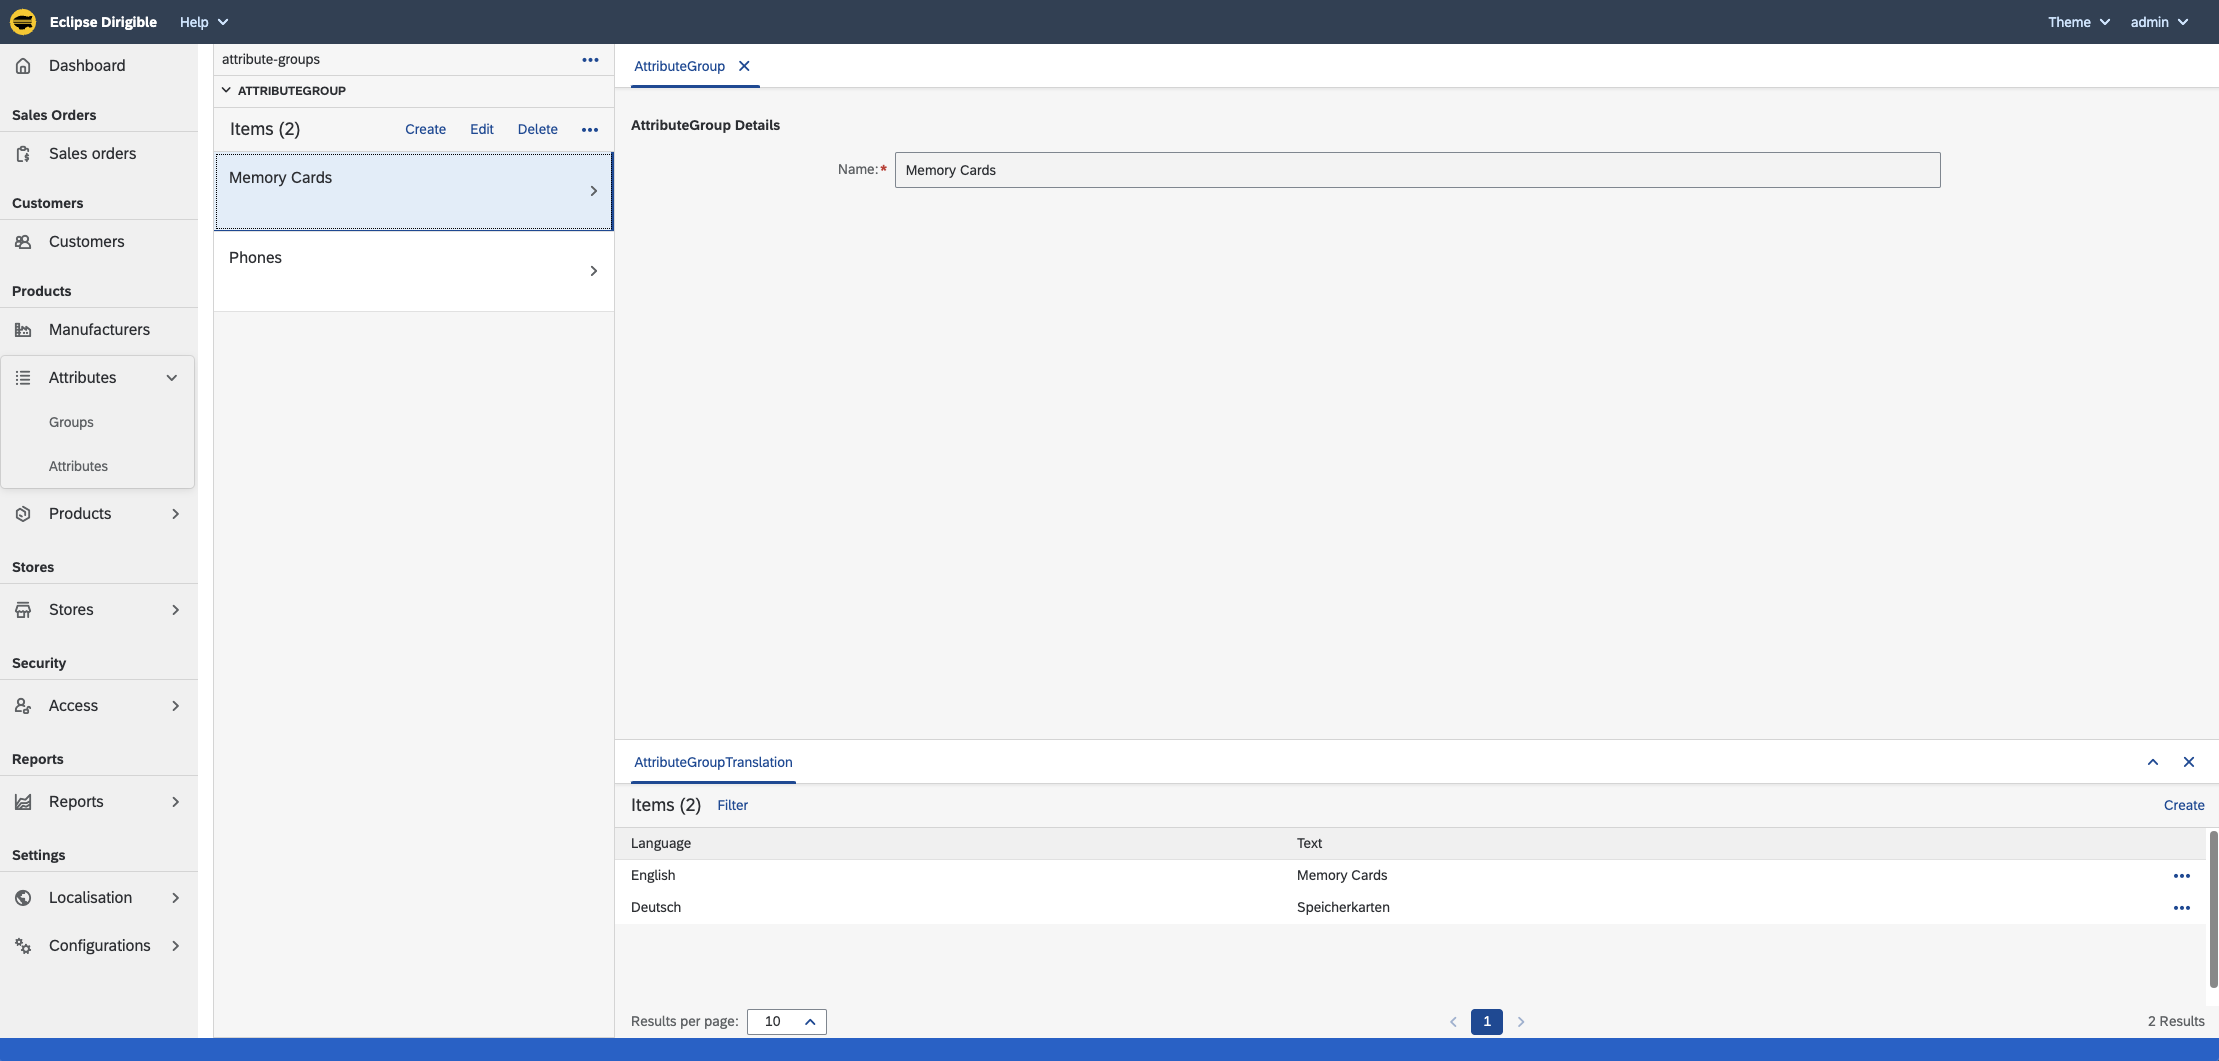 Eclipse Dirigible Help Theme admin
Dashboard
Sales Orders
Sales orders
Customers
Customers
Products
Manufacturers
Attributes
Groups
Attributes
Products
Stores
Stores
Security
Access
Reports
Reports
Settings
Localisation
Configurations
attribute-groups
ATTRIBUTEGROUP
Items (2) Create Edit Delete
Memory Cards
Phones
AttributeGroup
AttributeGroup Details
Name:* Memory Cards
AttributeGroupTranslation
Items (2) Filter Create
Language Text
English Memory Cards
Deutsch Speicherkarten
Results per page: 10 1 2 Results